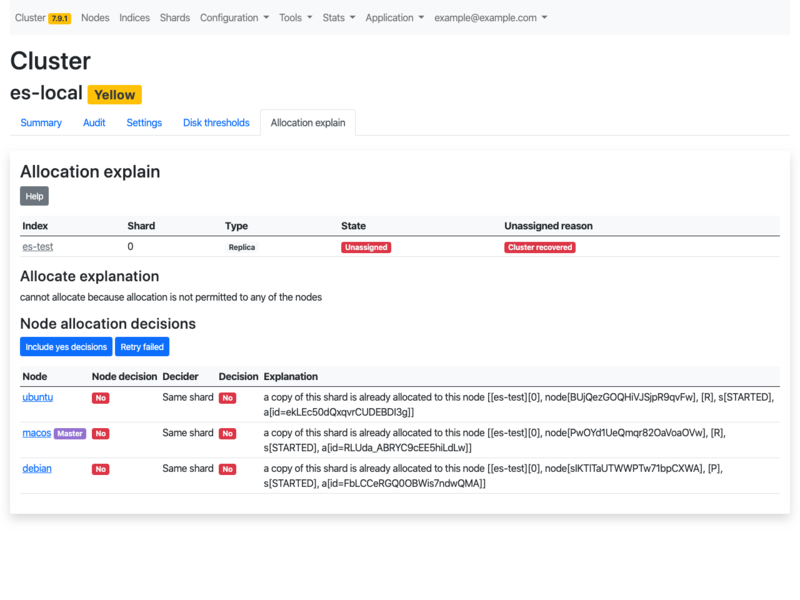 Cluster 7.9.1 Nodes Indices Shards Configuration Tools Stats Application example@example.com
Cluster
es-local Yellow
Summary Audit Settings Disk thresholds Allocation explain
Allocation explain
Help
Index Shard Type State Unassigned reason
es-test 0 Replica Unassigned Cluster recovered
Allocate explanation
cannot allocate because allocation is not permitted to any of the nodes
Node allocation decisions
Include yes decisions Retry failed
Node Node decision Decider Decision Explanation
ubuntu No Same shard No a copy of this shard is already allocated to this node [[es-test][0], node[BUjQezGOQHiVJSjpR9qvFw], [R], s[STARTED],
a[id=ekLEc50dQxqvrCUDEBDI3g]]
macos Master No Same shard No a copy of this shard is already allocated to this node [[es-test][0], node[PwOYd1UeQmqr82OaVoaOVw], [R],
s[STARTED], a[id=RLUda_ABRYC9cEE5hiLdLw]]
debian No Same shard No a copy of this shard is already allocated to this node [[es-test][0], node[slKTlTaUTWWPTw71bpCXWA], [P],
s[STARTED], a[id=FbLCCeRGQ0OBWis7ndwQMA]]